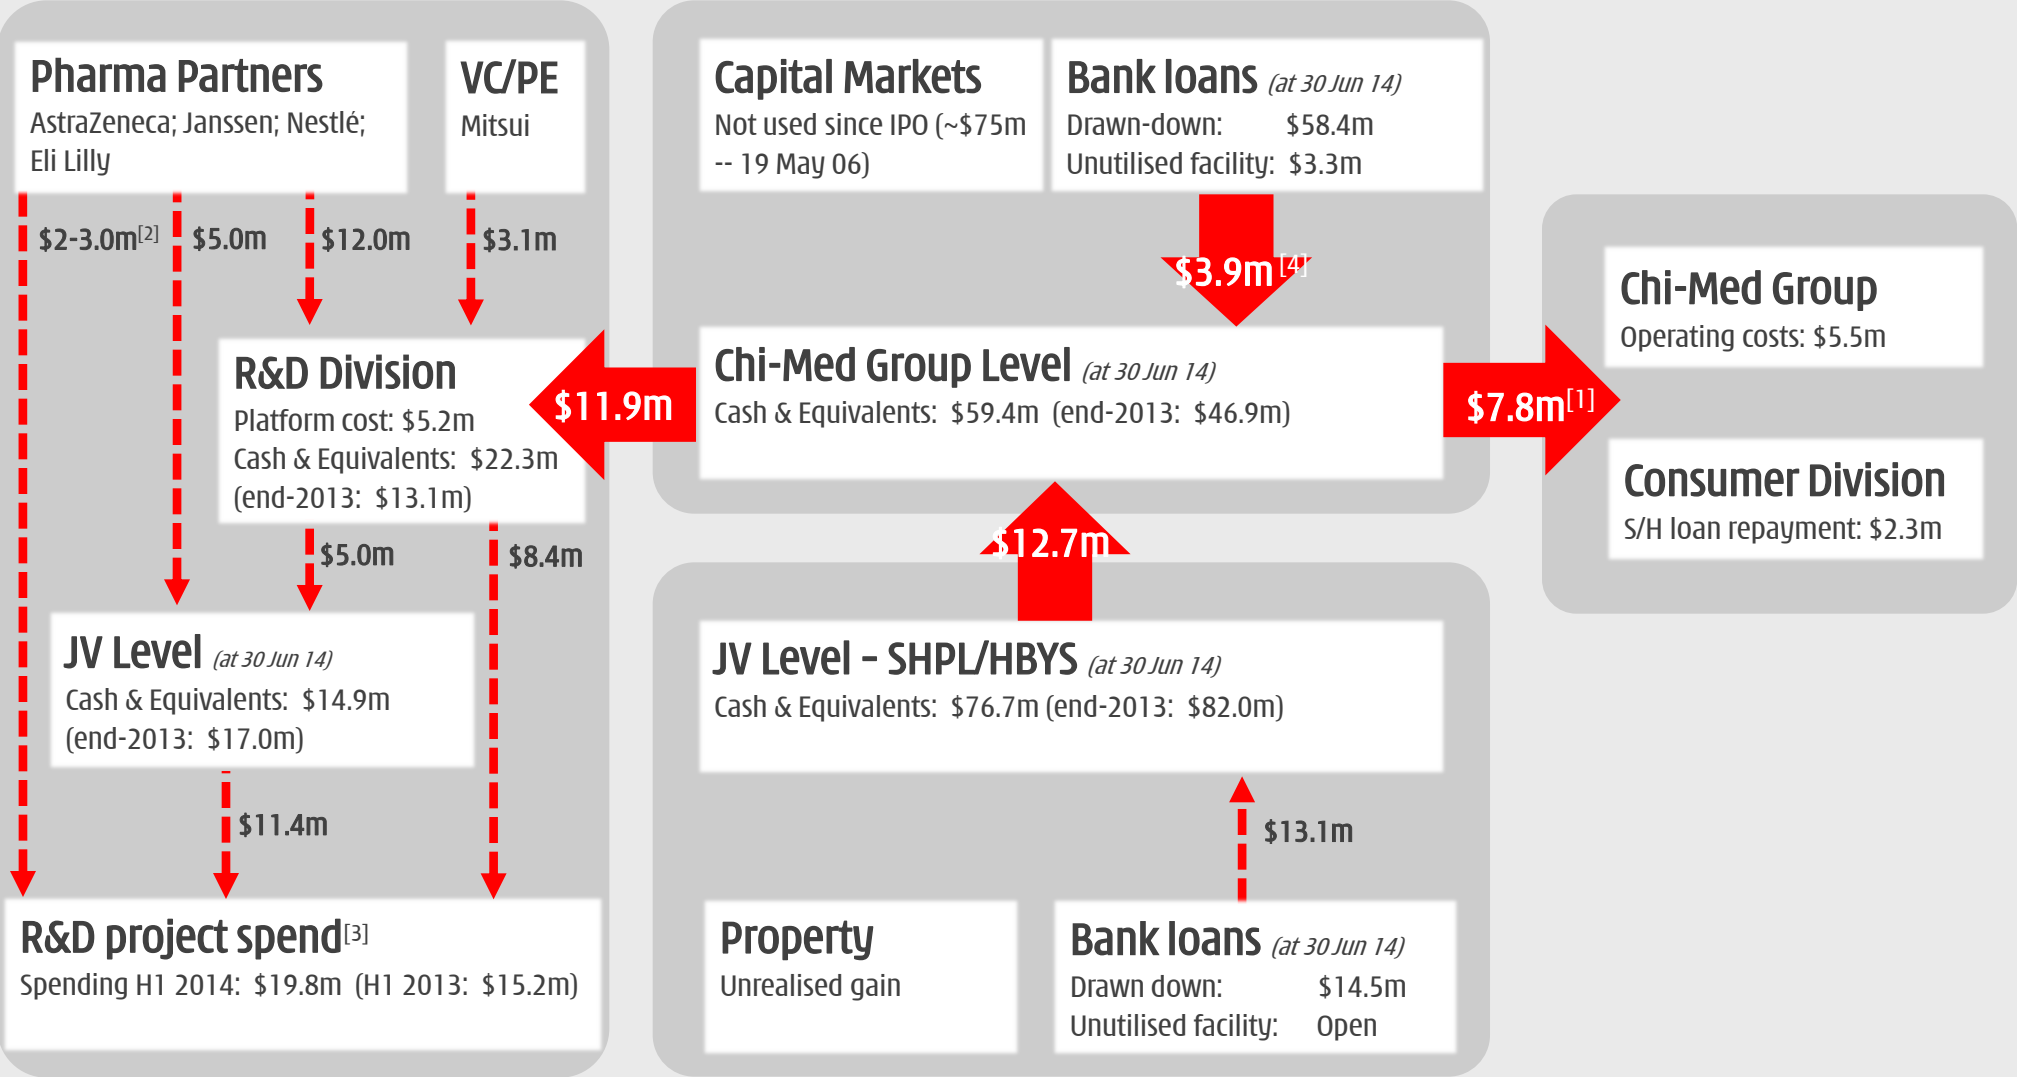 Pharma Partners
AstraZeneca; Janssen; Nestlé;
Eli Lilly
VC/PE
Mitsui
$2-3.0m[2]
$5.0m
$12.0m
$3.1m
R&D Division
Platform cost: $5.2m
Cash & Equivalents: $22.3m
(end-2013: $13.1m)
$11.9m
$5.0m
$8.4m
JV Level (at 30 Jun 14)
Cash & Equivalents: $14.9m
(end-2013: $17.0m)
$11.4m
R&D project spend[3]
Spending H1 2014: $19.8m (H1 2013: $15.2m)
Capital Markets
Not used since IPO (~$75m
-- 19 May 06)
Bank loans (at 30 Jun 14)
Drawn-down: $58.4m
Unutilised facility: $3.3m
$3.9m[4]
Chi-Med Group Level (at 30 Jun 14)
Cash & Equivalents: $59.4m (end-2013: $46.9m)
$12.7m
JV Level – SHPL/HBYS (at 30 Jun 14)
Cash & Equivalents: $76.7m (end-2013: $82.0m)
$13.1m
Property
Unrealised gain
Bank loans (at 30 Jun 14)
Drawn down: $14.5m
Unutilised facility: Open
$7.8m[1]
Chi-Med Group
Operating costs: $5.5m
Consumer Division
S/H loan repayment: $2.3m